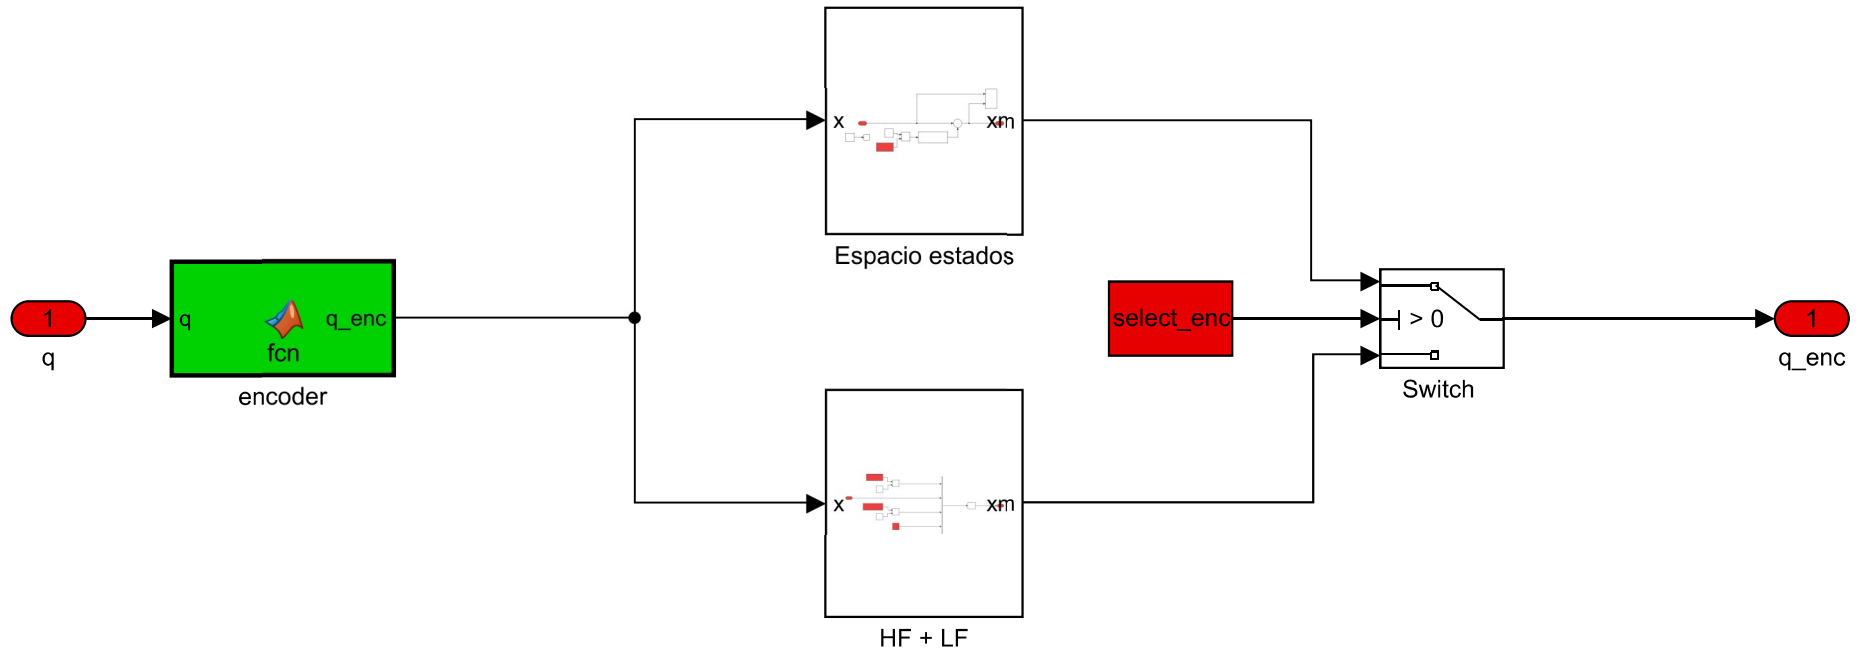 x
xm
Espacio estados
1
q
q
fcn
q_enc
encoder
select_enc
> 0
Switch
1
q_enc
x
xm
HF + LF